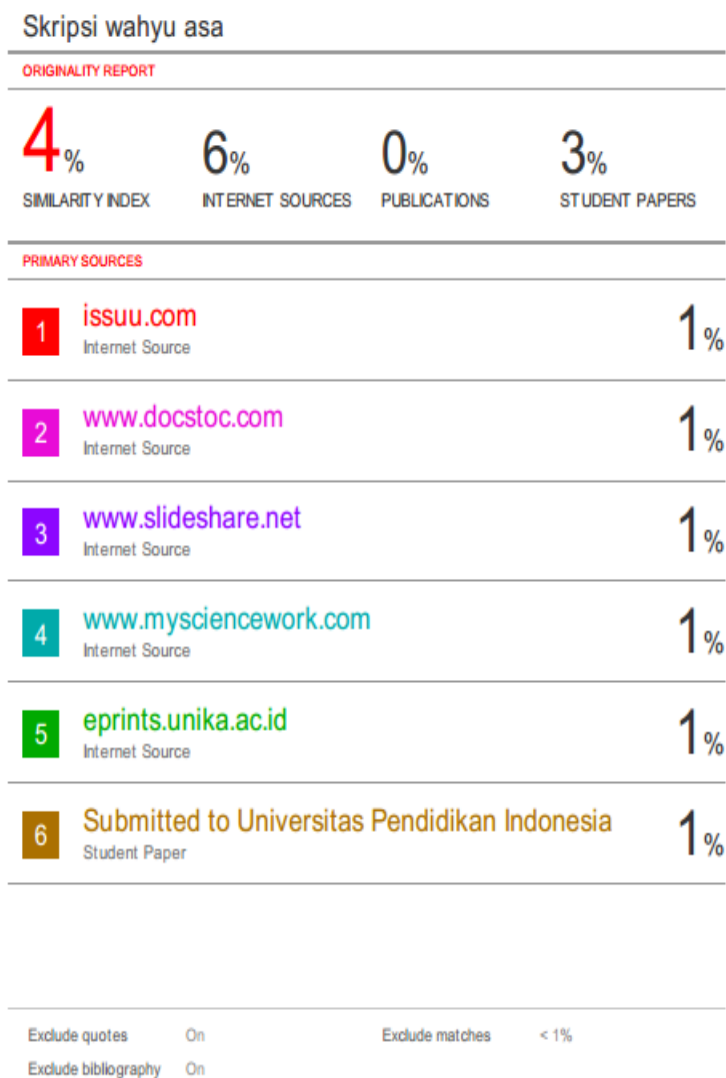 Skripsi wahyu asa
ORIGINALITY REPORT
4% 6% 0% 3%
SIMILARITY INDEX INTERNET SOURCES PUBLICATIONS STUDENT PAPERS
PRIMARY SOURCES
1 issuu.com 1%
Internet Source
2 www.docstoc.com 1%
Internet Source
3 www.slideshare.net 1%
Internet Source
4 www.mysciencework.com 1%
Internet Source
5 eprints.unika.ac.id 1%
Internet Source
6 Submitted to Universitas Pendidikan Indonesia 1%
Student Paper
Exclude quotes On Exclude matches < 1%
Exclude bibliography On